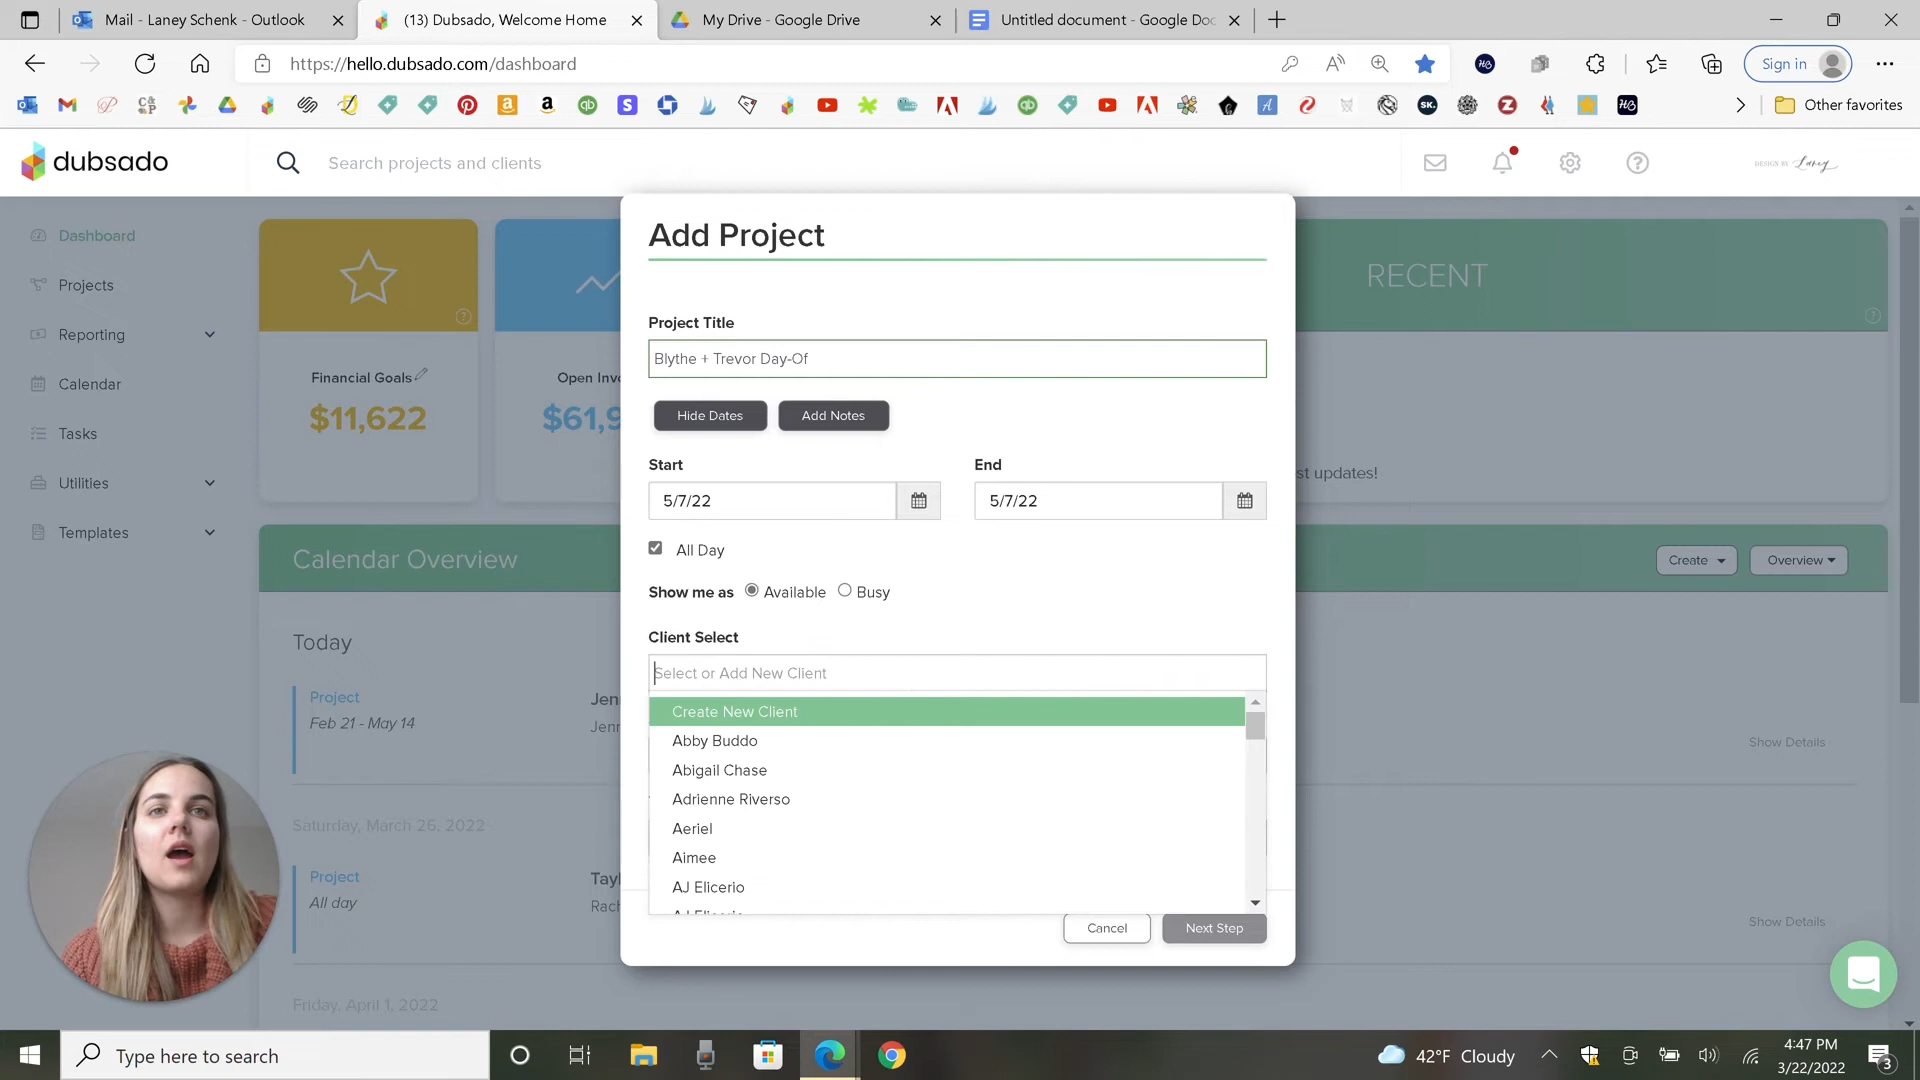 Mail - Laney Schenk - Outlook
(13) Dubsado, Welcome Home
My Drive - Google Drive
Untitled document - Google Doc
https://hello.dubsado.com/dashboard
Sign in
Other favorites
dubsado
Search projects and clients
DESIGN BY Laney
Dashboard
Projects
Reporting
Calendar
Tasks
Utilities
Templates
Financial Goals
$11,622
Open Inv
$61,9
RECENT
st updates!
Calendar Overview
Create
Overview
Today
Project
Feb 21 - May 14
Jen
Jenr
Show Details
Saturday, March 26, 2022
Project
All day
Tayl
Rach
Show Details
Friday, April 1, 2022
Add Project
Project Title
Blythe + Trevor Day-Of
Hide Dates
Add Notes
Start
End
5/7/22
5/7/22
All Day
Show me as
Available
Busy
Client Select
Select or Add New Client
Create New Client
Abby Buddo
Abigail Chase
Adrienne Riverso
Aeriel
Aimee
AJ Elicerio
Cancel
Next Step
Type here to search
42°F Cloudy
4:47 PM
3/22/2022
3